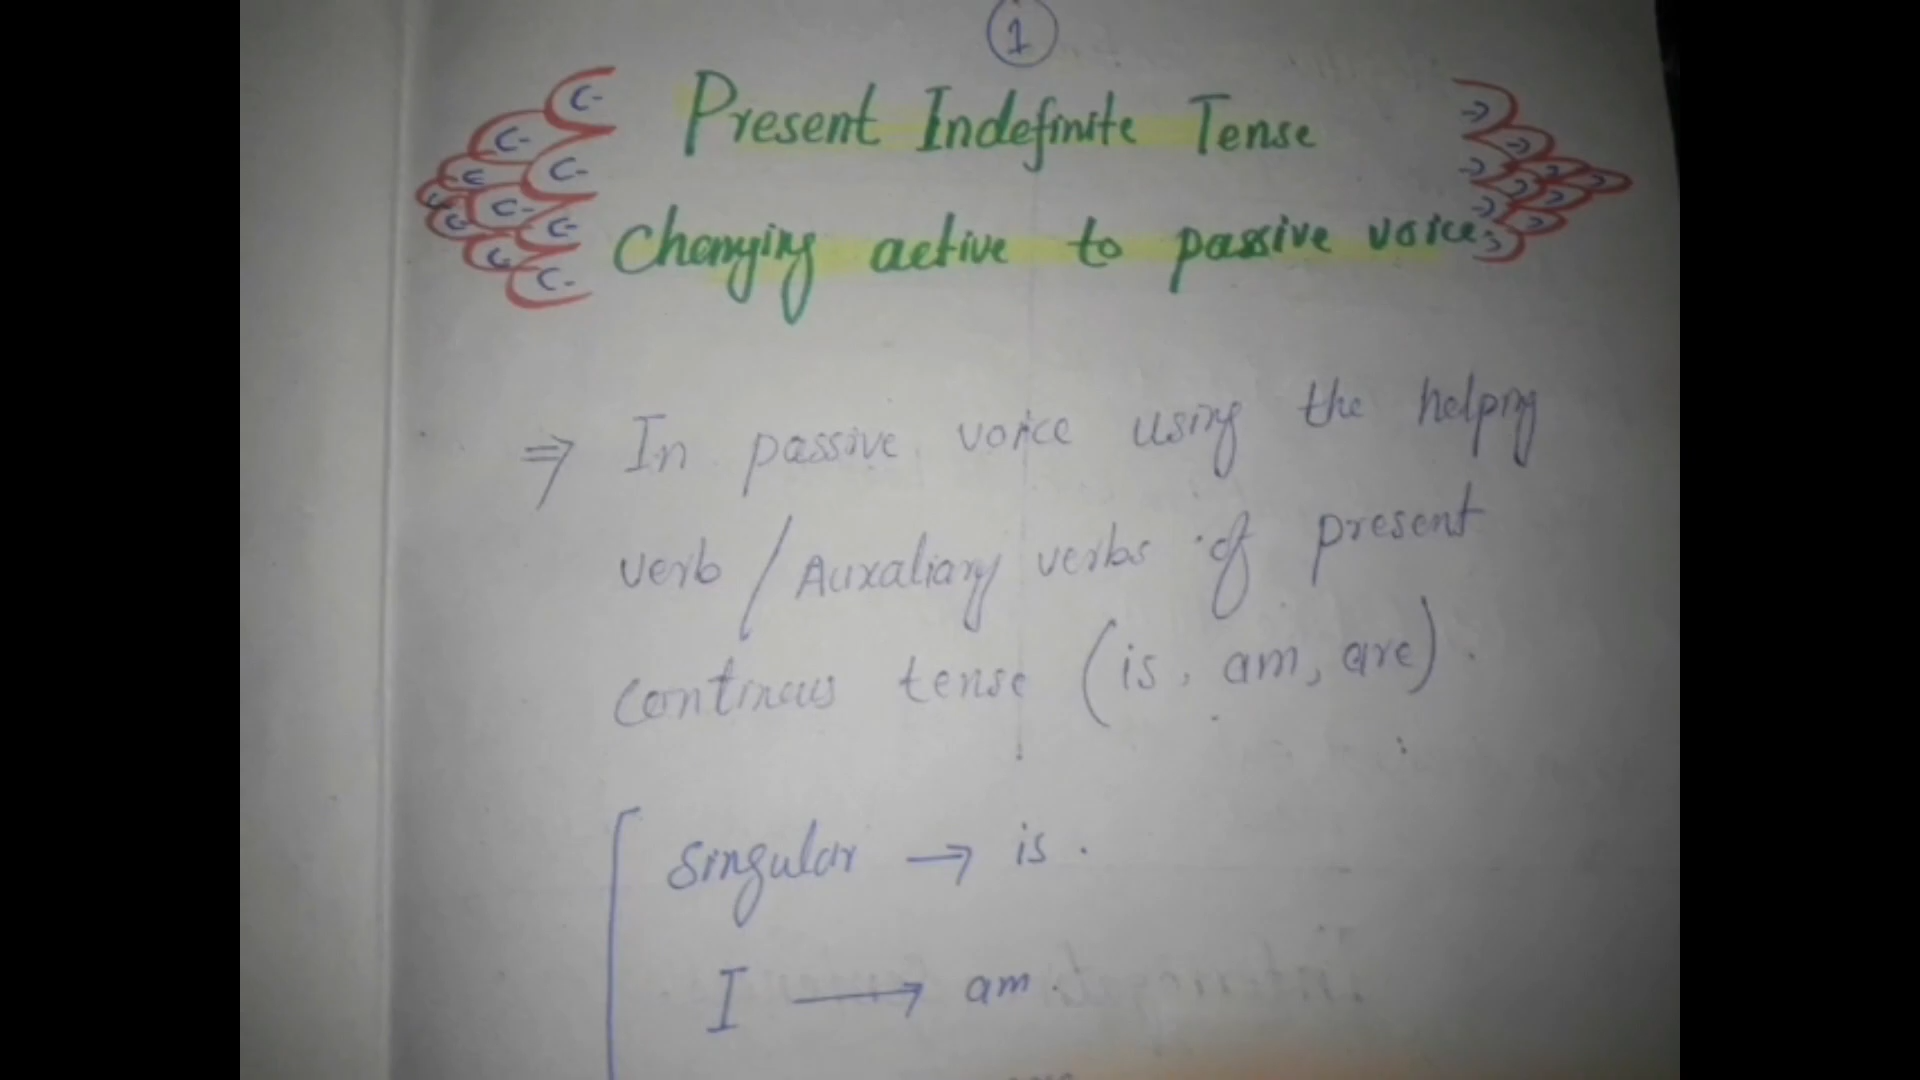 1
Present Indefinite Tense
Changing active to passive voice
⇒ In passive voice using the helping
verb / Auxaliary verbs of present
continous tense (is, am, are).
Singular → is.
I → am.